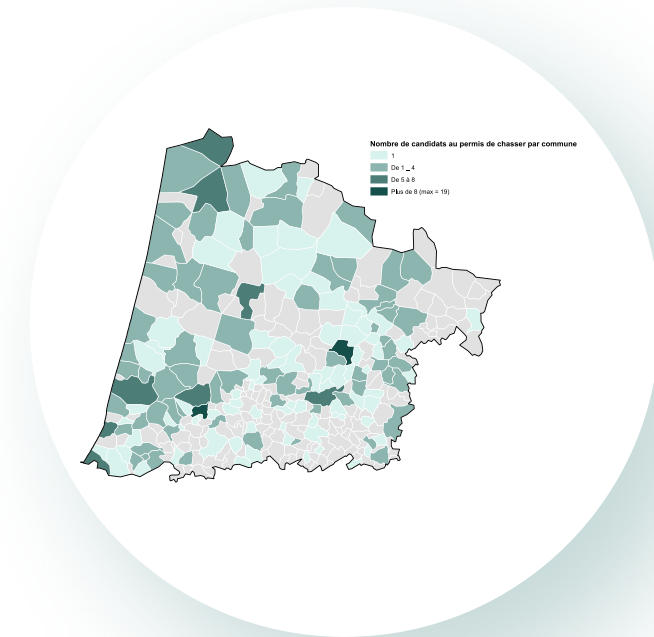 Nombre de candidats au permis de chasser par commune
1
De 1 _ 4
De 5 à 8
Plus de 8 (max = 19)